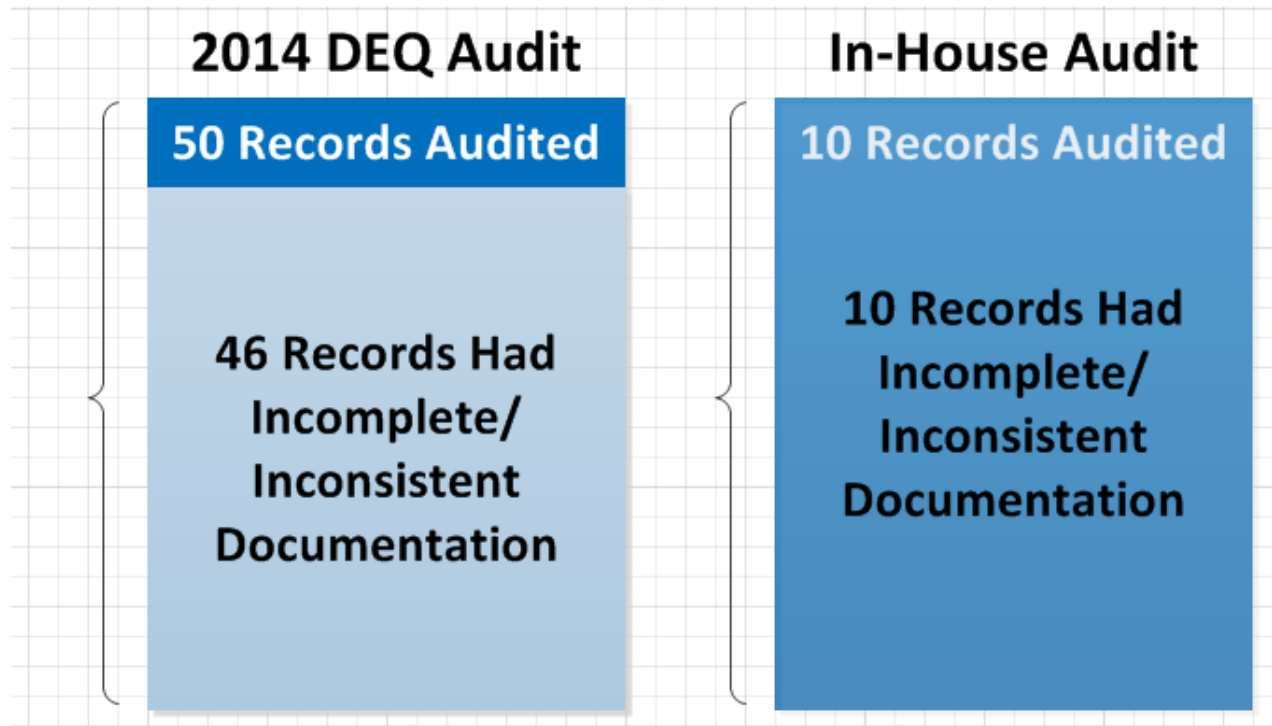 2014 DEQ Audit
50 Records Audited
46 Records Had
Incomplete/
Inconsistent
Documentation
In-House Audit
10 Records Audited
10 Records Had
Incomplete/
Inconsistent
Documentation